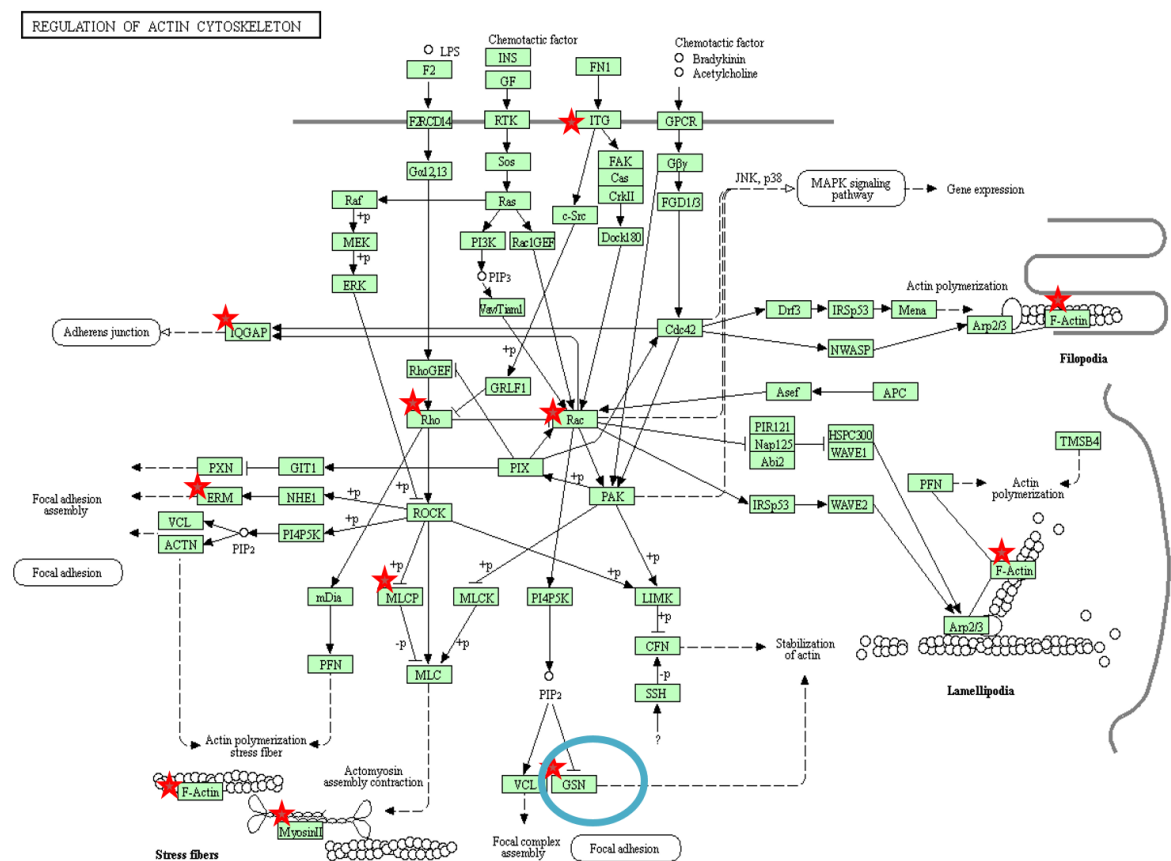 REGULATION OF ACTIN CYTOSKELETON
LPS
F2
Chemotactic factor
INS
GF
FN1
Chemotactic factor
Bradykinin
Acetylcholine
F2RCD14
RTK
ITG
GPCR
Gα12,13
Sos
FAK
Cas
CrkII
Gβγ
JNK, p38
MAPK signaling
pathway
Gene expression
Raf
Ras
c-Src
FGD1/3
+p
MEK
PI3K
Rac1GEF
Dock180
+p
ERK
PIP3
VavTiam1
Actin polymerization
Adherens junction
IQGAP
Cdc42
Drf3
IRSp53
Mena
Arp2/3
F-Actin
+p
NWASP
Filopodia
RhoGEF
GRLF1
Asef
APC
Rho
Rac
PIR121
Nap125
Abi2
HSPC300
WAVE1
TMSB4
PXN
GIT1
PIX
+p
PFN
Actin
polymerization
Focal adhesion
assembly
ERM
NHE1
+p
+p
ROCK
PAK
IRSp53
WAVE2
VCL
ACTN
PIP2
PI4P5K
+p
Focal adhesion
+p
+p
+p
+p
F-Actin
mDia
MLCP
MLCK
PI4P5K
LIMK
Arp2/3
-p
+p
+p
CFN
Stabilization
of actin
PFN
MLC
-p
SSH
Lamellipodia
PIP2
?
Actin polymerization
stress fiber
Actomyosin
assembly contraction
VCL
GSN
F-Actin
MyosinII
Stress fibers
Focal complex
assembly
Focal adhesion